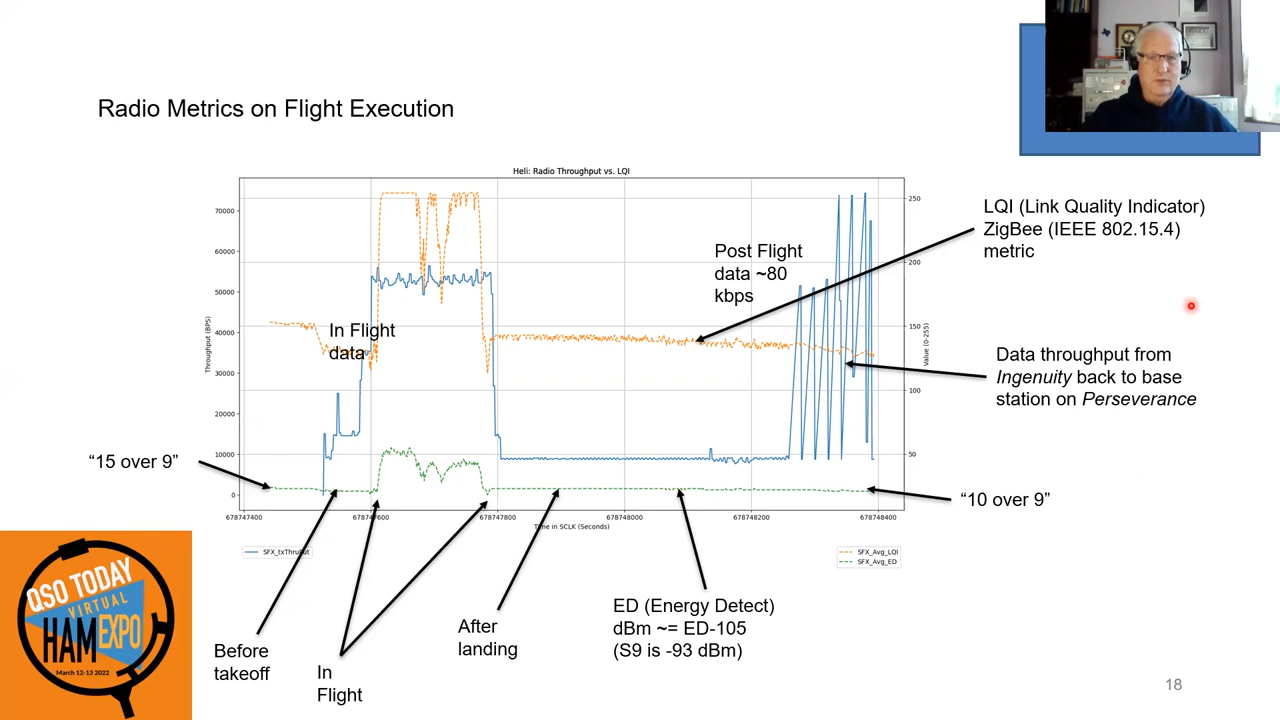 Radio Metrics on Flight Execution
Heli: Radio Throughput vs. LQI
70000
60000
50000
40000
30000
20000
10000
0
Throughput (BPS)
250
200
150
100
50
Value (0-255)
678747400
678747600
678747800
678748000
678748200
678748400
Time in SCLK (Seconds)
SFX_txThruPut
SFX_Avg_LQI
SFX_Avg_ED
In Flight
data
Post Flight
data ~80
kbps
LQI (Link Quality Indicator)
ZigBee (IEEE 802.15.4)
metric
Data throughput from
Ingenuity back to base
station on Perseverance
“15 over 9”
“10 over 9”
Before
takeoff
In
Flight
After
landing
ED (Energy Detect)
dBm ~= ED-105
(S9 is -93 dBm)
QSO TODAY
VIRTUAL
HAM EXPO
March 12-13 2022
18